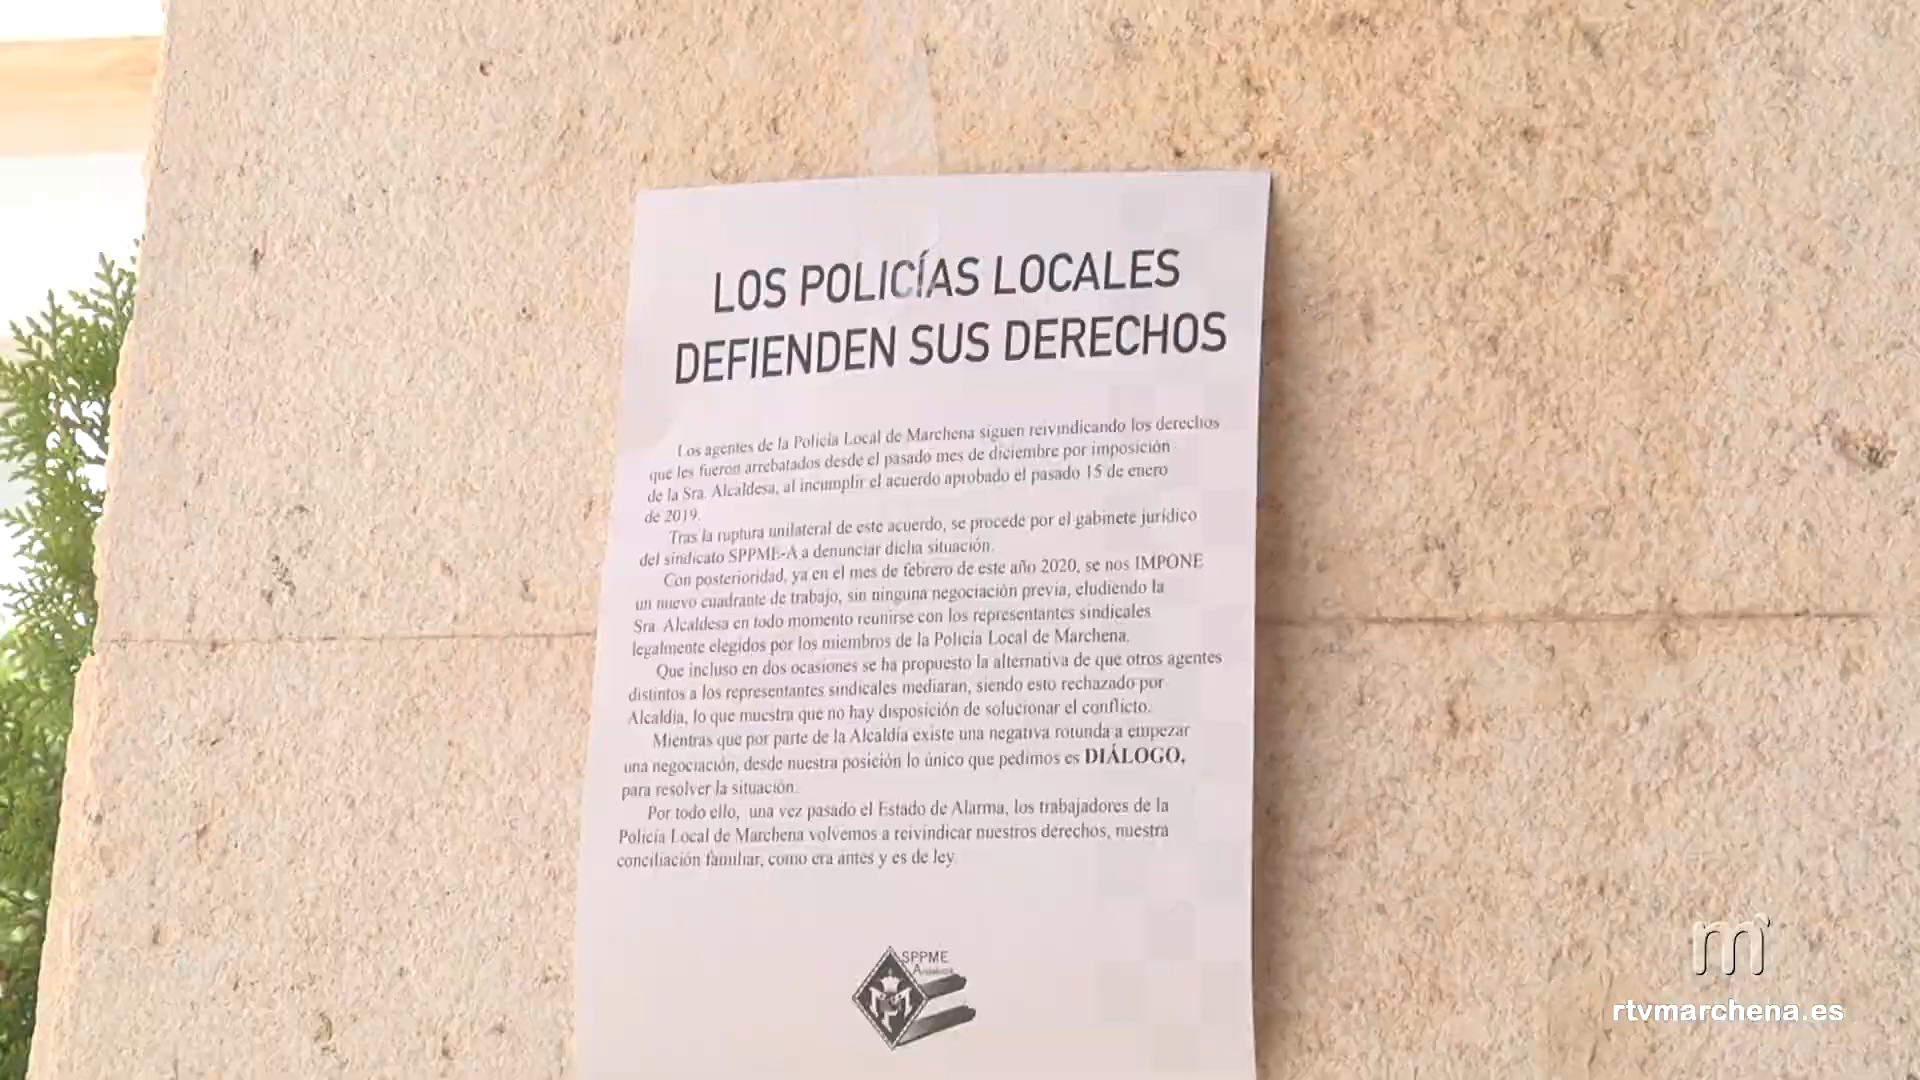 LOS POLICÍAS LOCALES
DEFIENDEN SUS DERECHOS
Los agentes de la Policía Local de Marchena siguen reivindicando los derechos
que les fueron arrebatados desde el pasado mes de diciembre por imposición
de la Sra. Alcaldesa, al incumplir el acuerdo aprobado el pasado 15 de enero
de 2019.
Tras la ruptura unilateral de este acuerdo, se procede por el gabinete jurídico
del sindicato SPPME-A a denunciar dicha situación.
Con posterioridad, ya en el mes de febrero de este año 2020, se nos IMPONE
un nuevo cuadrante de trabajo, sin ninguna negociación previa, eludiendo la
Sra. Alcaldesa en todo momento reunirse con los representantes sindicales
legalmente elegidos por los miembros de la Policía Local de Marchena.
Que incluso en dos ocasiones se ha propuesto la alternativa de que otros agentes
distintos a los representantes sindicales mediaran, siendo esto rechazado por
Alcaldía, lo que muestra que no hay disposición de solucionar el conflicto.
Mientras que por parte de la Alcaldía existe una negativa rotunda a empezar
una negociación, desde nuestra posición lo único que pedimos es DIÁLOGO,
para resolver la situación.
Por todo ello, una vez pasado el Estado de Alarma, los trabajadores de la
Policía Local de Marchena volvemos a reivindicar nuestros derechos, nuestra
conciliación familiar, como era antes y es de ley
SPPME
Andalucía
m
rtvmarchena.es